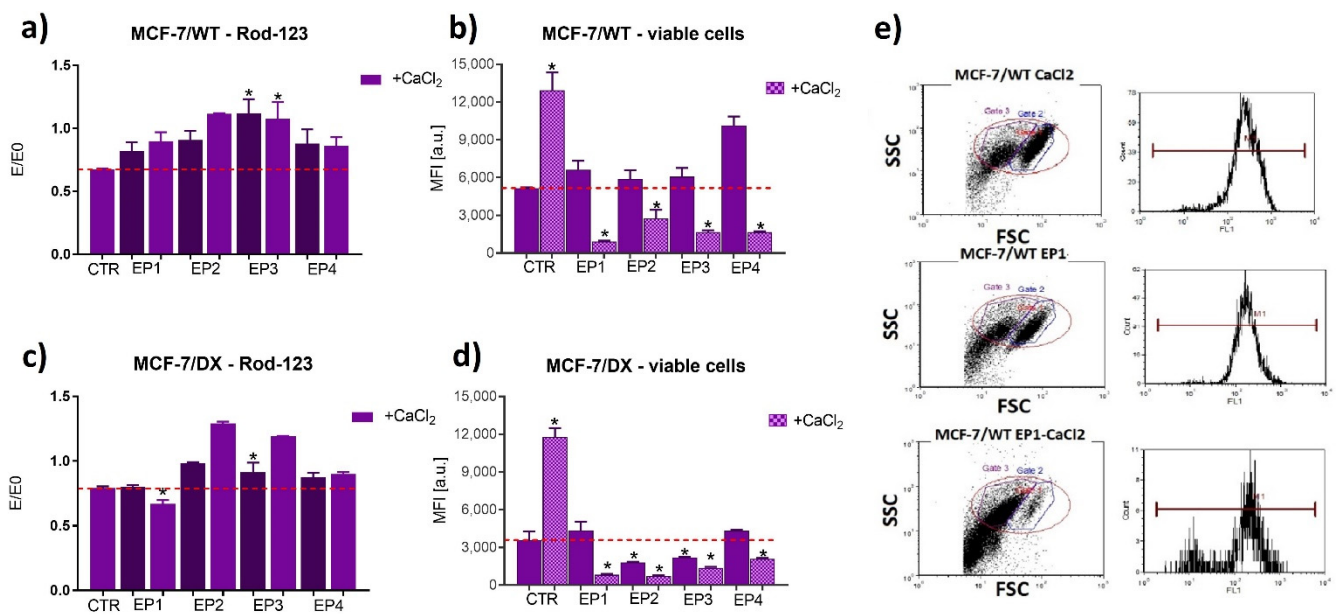 a)
MCF-7/WT - Rod-123
E/E0
1.5
1.0
0.5
0.0
CTR EP1 EP2 EP3 EP4
+CaCl2
* *
b)
MCF-7/WT - viable cells
MFI [a.u.]
15,000
12,000
9,000
6,000
3,000
0
CTR EP1 EP2 EP3 EP4
+CaCl2
* * * * *
c)
MCF-7/DX - Rod-123
E/E0
1.5
1.0
0.5
0.0
CTR EP1 EP2 EP3 EP4
+CaCl2
* *
d)
MCF-7/DX - viable cells
MFI [a.u.]
15,000
12,000
9,000
6,000
3,000
0
CTR EP1 EP2 EP3 EP4
+CaCl2
* * * * * * *
e)
MCF-7/WT CaCl2
Gate 3 Gate 2
SSC
FSC
Count
FL1
MCF-7/WT EP1
Gate 3 Gate 2
SSC
FSC
Count
M1
FL1
MCF-7/WT EP1-CaCl2
Gate 3 Gate 2
SSC
FSC
Count
FL1